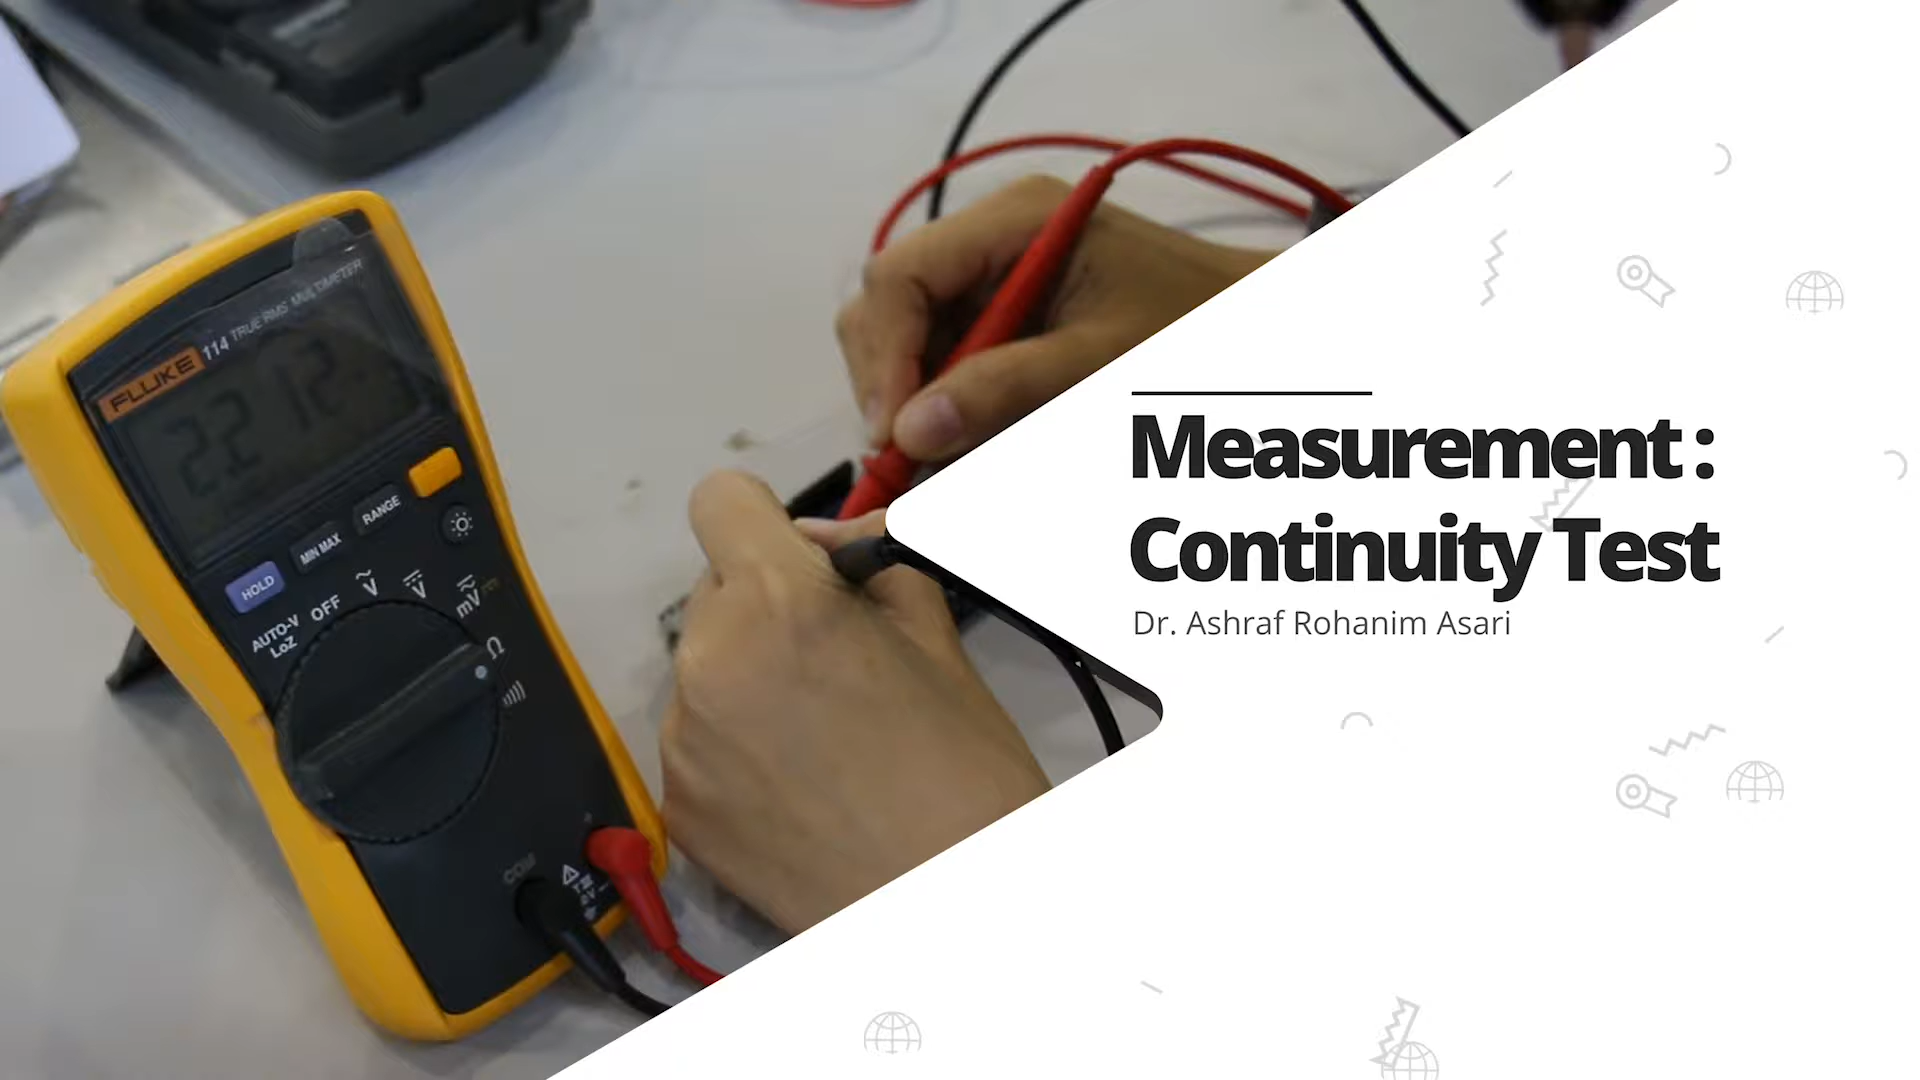 FLUKE 114 TRUE RMS MULTIMETER
HOLD
MIN MAX
RANGE
AUTO-V
LoZ
OFF
V
V
mV
Ω
COM
Measurement :
Continuity Test
Dr. Ashraf Rohanim Asari